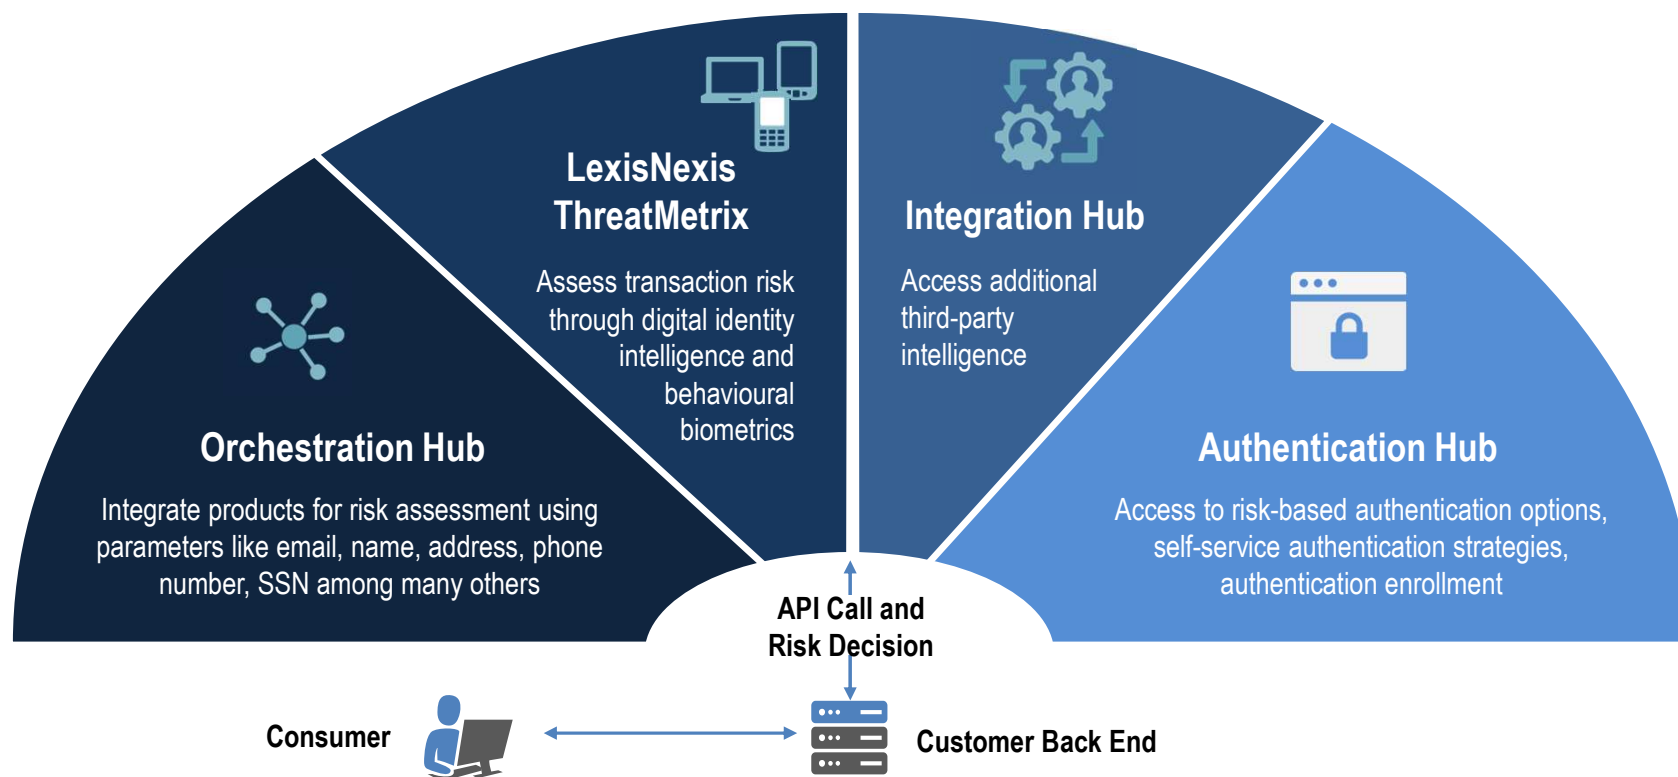 LexisNexis
ThreatMetrix
Assess transaction risk
through digital identity
intelligence and
behavioural
biometrics
Integration Hub
Access additional
third-party
intelligence
Orchestration Hub
Integrate products for risk assessment using
parameters like email, name, address, phone
number, SSN among many others
Authentication Hub
Access to risk-based authentication options,
self-service authentication strategies,
authentication enrollment
API Call and
Risk Decision
Consumer
Customer Back End